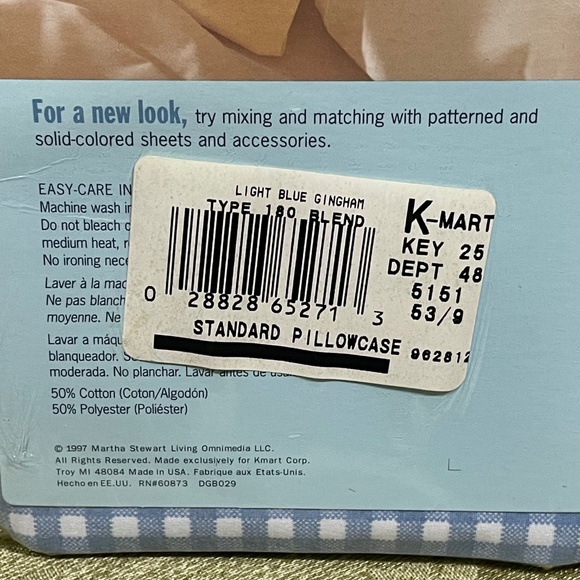 For a new look, try mixing and matching with patterned and
solid-colored sheets and accessories.
EASY-CARE IN
Machine wash in
Do not bleach
medium heat,
No ironing nece
Laver à la mac
Ne pas blanch
moyenne. Ne
Lavar a máqu
blanqueador.
moderada. No planchar. Lavar antes de
50% Cotton (Coton/Algodón)
50% Polyester (Poliéster)
© 1997 Martha Stewart Living Omnimedia LLC.
All Rights Reserved. Made exclusively for Kmart Corp.
Troy MI 48084 Made in USA. Fabrique aux Etats-Unis.
Hecho en EE.UU. RN#60873 DGB029
LIGHT BLUE GINGHAM
TYPE 180 BLEND
0 28828 65271 3
STANDARD PILLOWCASE
K-MART
KEY 25
DEPT 48
5151
53/9
962812